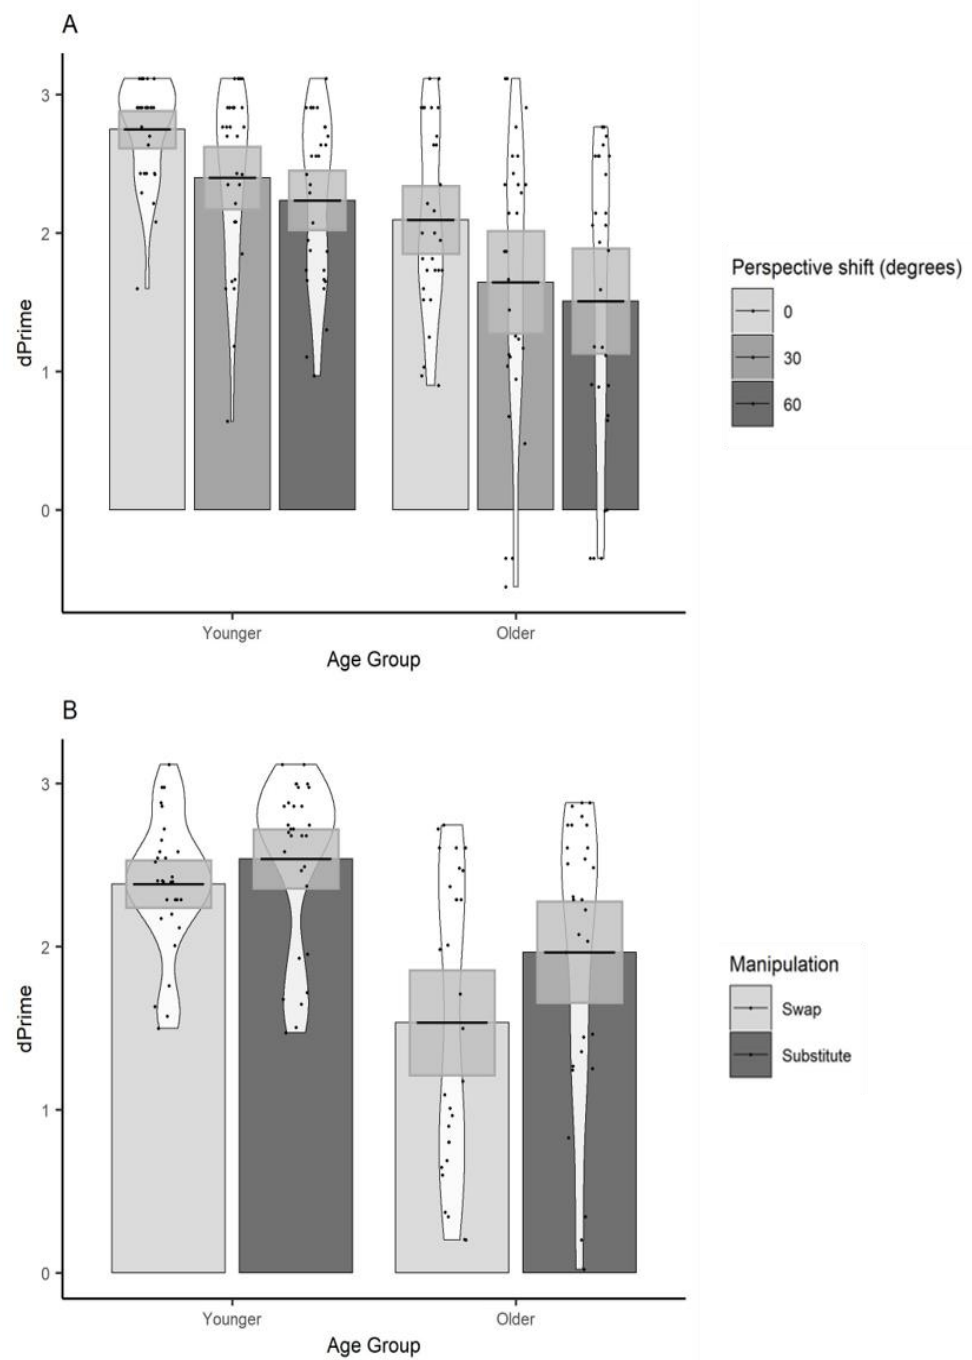 A
3
2
1
0
dPrime
Younger
Older
Age Group
Perspective shift (degrees)
0
30
60
B
3
2
1
0
dPrime
Younger
Older
Age Group
Manipulation
Swap
Substitute